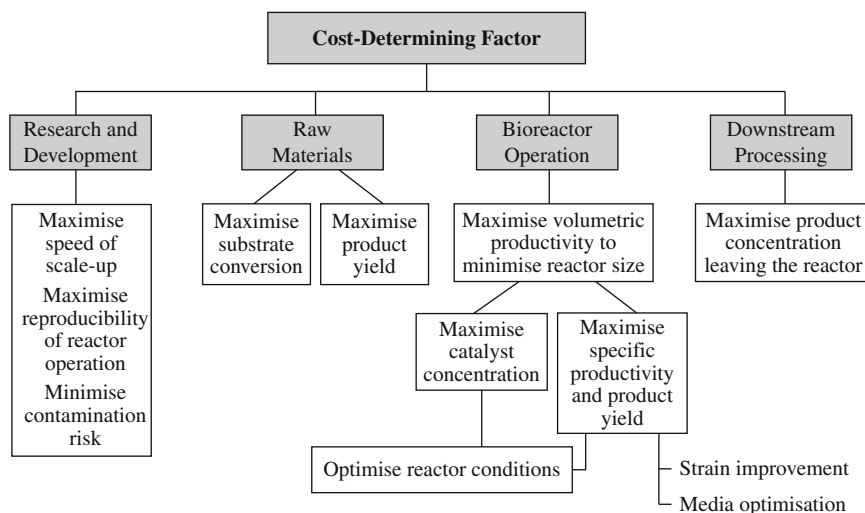 Cost-Determining Factor
Research and
Development
Raw
Materials
Bioreactor
Operation
Downstream
Processing
Maximise
speed of
scale-up
Maximise
reproducibility
of reactor
operation
Minimise
contamination
risk
Maximise
substrate
conversion
Maximise
product
yield
Maximise volumetric
productivity to
minimise reactor size
Maximise product
concentration
leaving the reactor
Maximise
catalyst
concentration
Maximise
specific
productivity
and product
yield
Optimise reactor conditions
Strain improvement
Media optimisation